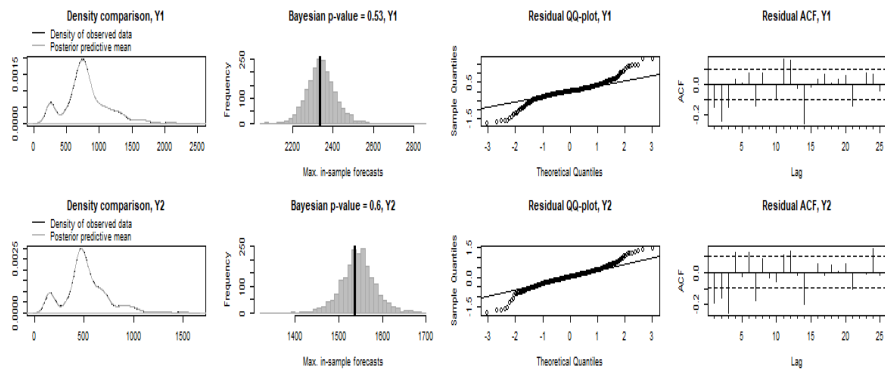 Density comparison, Y1
Density of observed data
Posterior predictive mean
0.0000
0.0015
0
500
1000
1500
2000
2500
Bayesian p-value = 0.53, Y1
Frequency
0
100
250
2200
2400
2600
2800
Max. in-sample forecasts
Residual QQ-plot, Y1
Sample Quantiles
-1.5
0.5
-3
-2
-1
0
1
2
3
Theoretical Quantiles
Residual ACF, Y1
ACF
-0.2
0.0
5
10
15
20
25
Lag
Density comparison, Y2
Density of observed data
Posterior predictive mean
0.0000
0.0025
0
500
1000
1500
Bayesian p-value = 0.6, Y2
Frequency
0
100
250
1400
1500
1600
1700
Max. in-sample forecasts
Residual QQ-plot, Y2
Sample Quantiles
-1.5
0.0
1.5
-3
-2
-1
0
1
2
3
Theoretical Quantiles
Residual ACF, Y2
ACF
-0.2
0.0
5
10
15
20
25
Lag